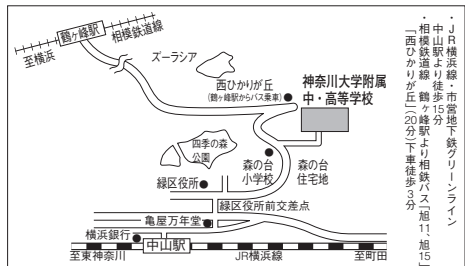 ・JR横浜線・市営地下鉄グリーンライン
中山駅より徒歩15分
・相模鉄道線 鶴ヶ峰駅より相鉄バス「旭11、旭15」
「西ひかりが丘」(20分)下車徒歩3分
鶴ヶ峰駅
相模鉄道線
至横浜
ズーラシア
西ひかりが丘
(鶴ヶ峰駅からバス乗車)
神奈川大学附属
中・高等学校
四季の森
公園
森の台
小学校
森の台
住宅地
緑区役所
緑区役所前交差点
亀屋万年堂
横浜銀行
中山駅
至東神奈川
JR横浜線
至町田